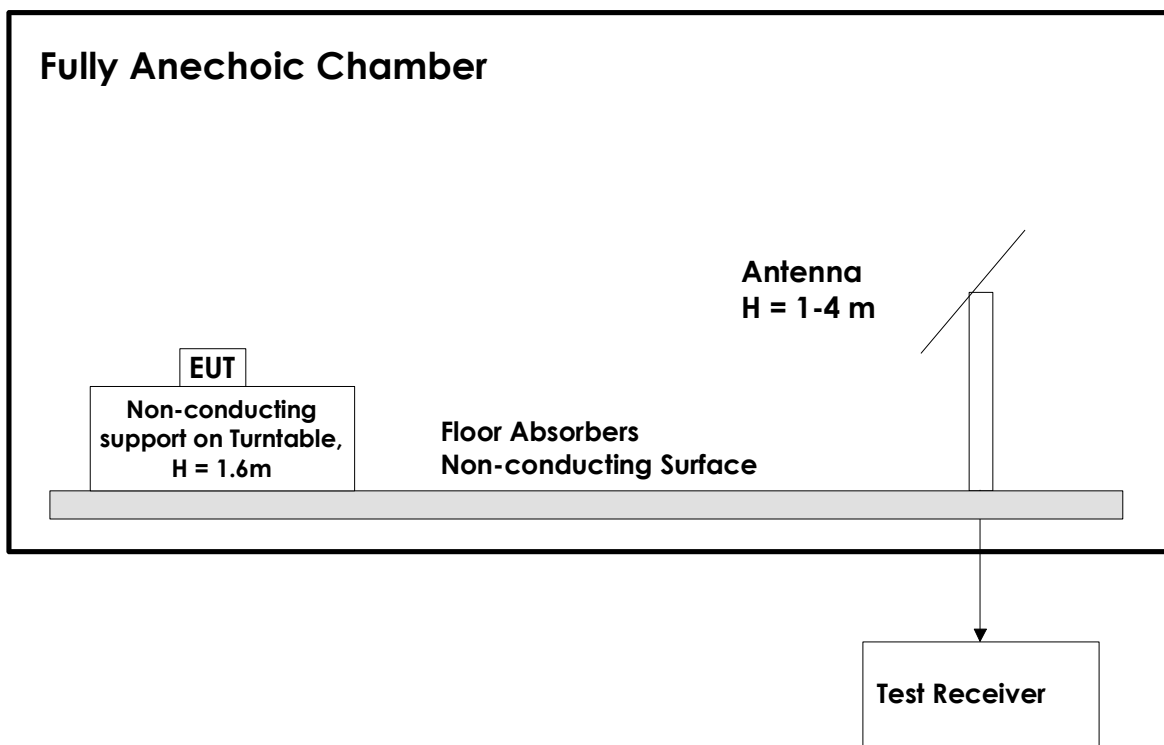 Fully Anechoic Chamber
Antenna
H = 1-4 m
EUT
Non-conducting
support on Turntable,
H = 1.6m
Floor Absorbers
Non-conducting Surface
Test Receiver